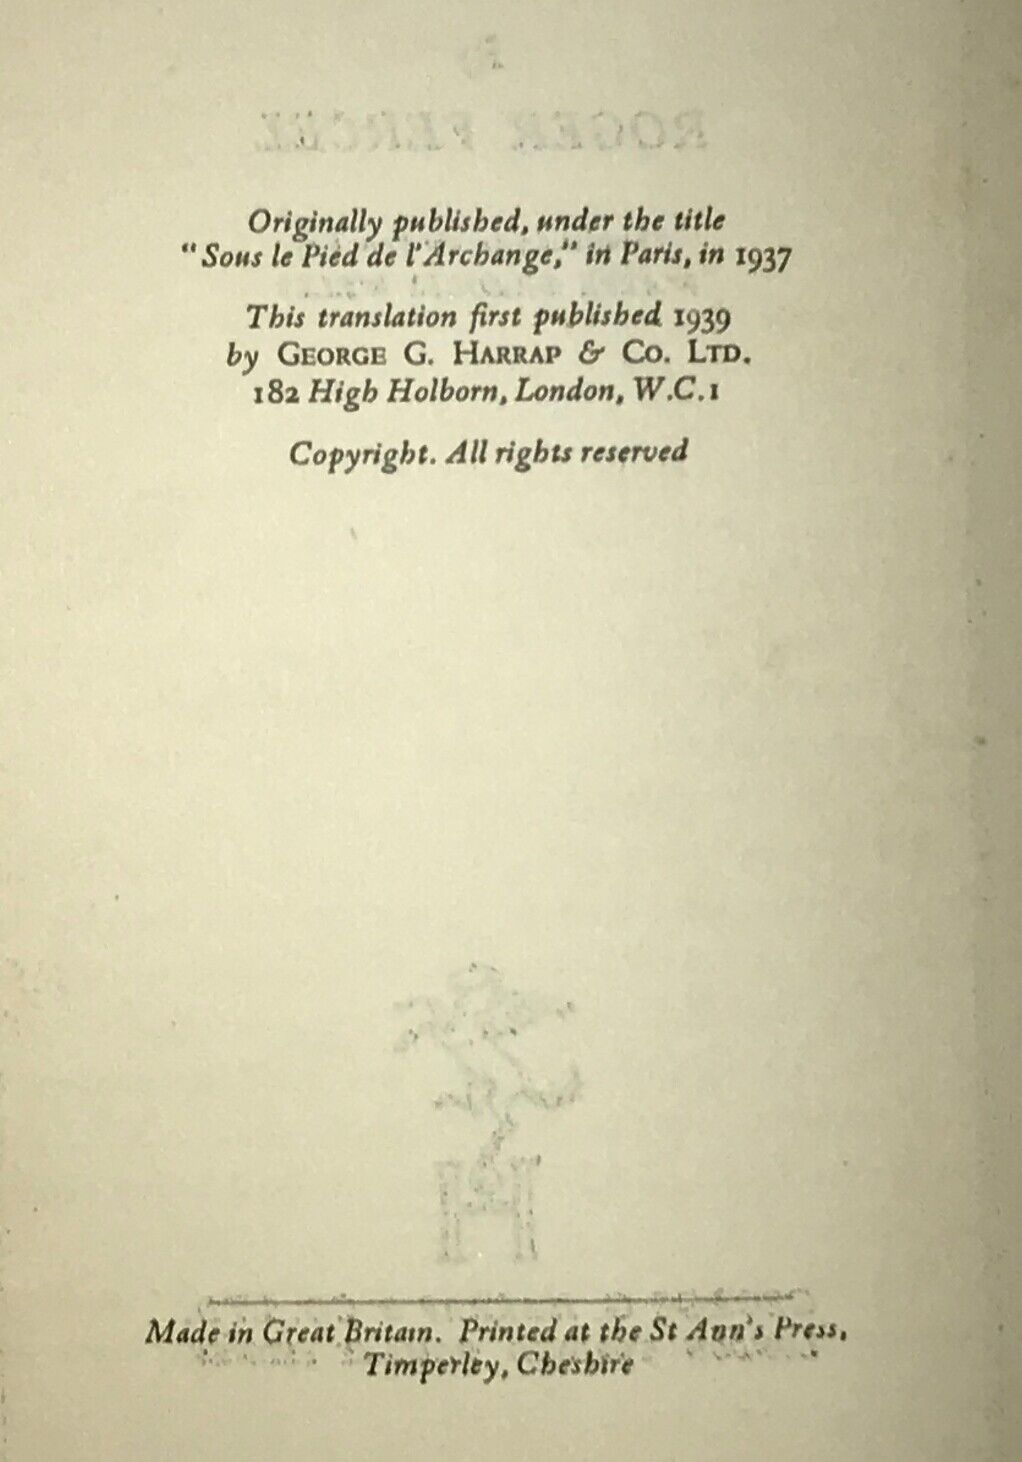 Originally published, under the title
“Sous le Pied de l'Archange,” in Paris, in 1937
This translation first published 1939
by GEORGE G. HARRAP & CO. LTD.
182 High Holborn, London, W.C.1
Copyright. All rights reserved
Made in Great Britain. Printed at the St Ann's Press,
Timperley, Cheshire